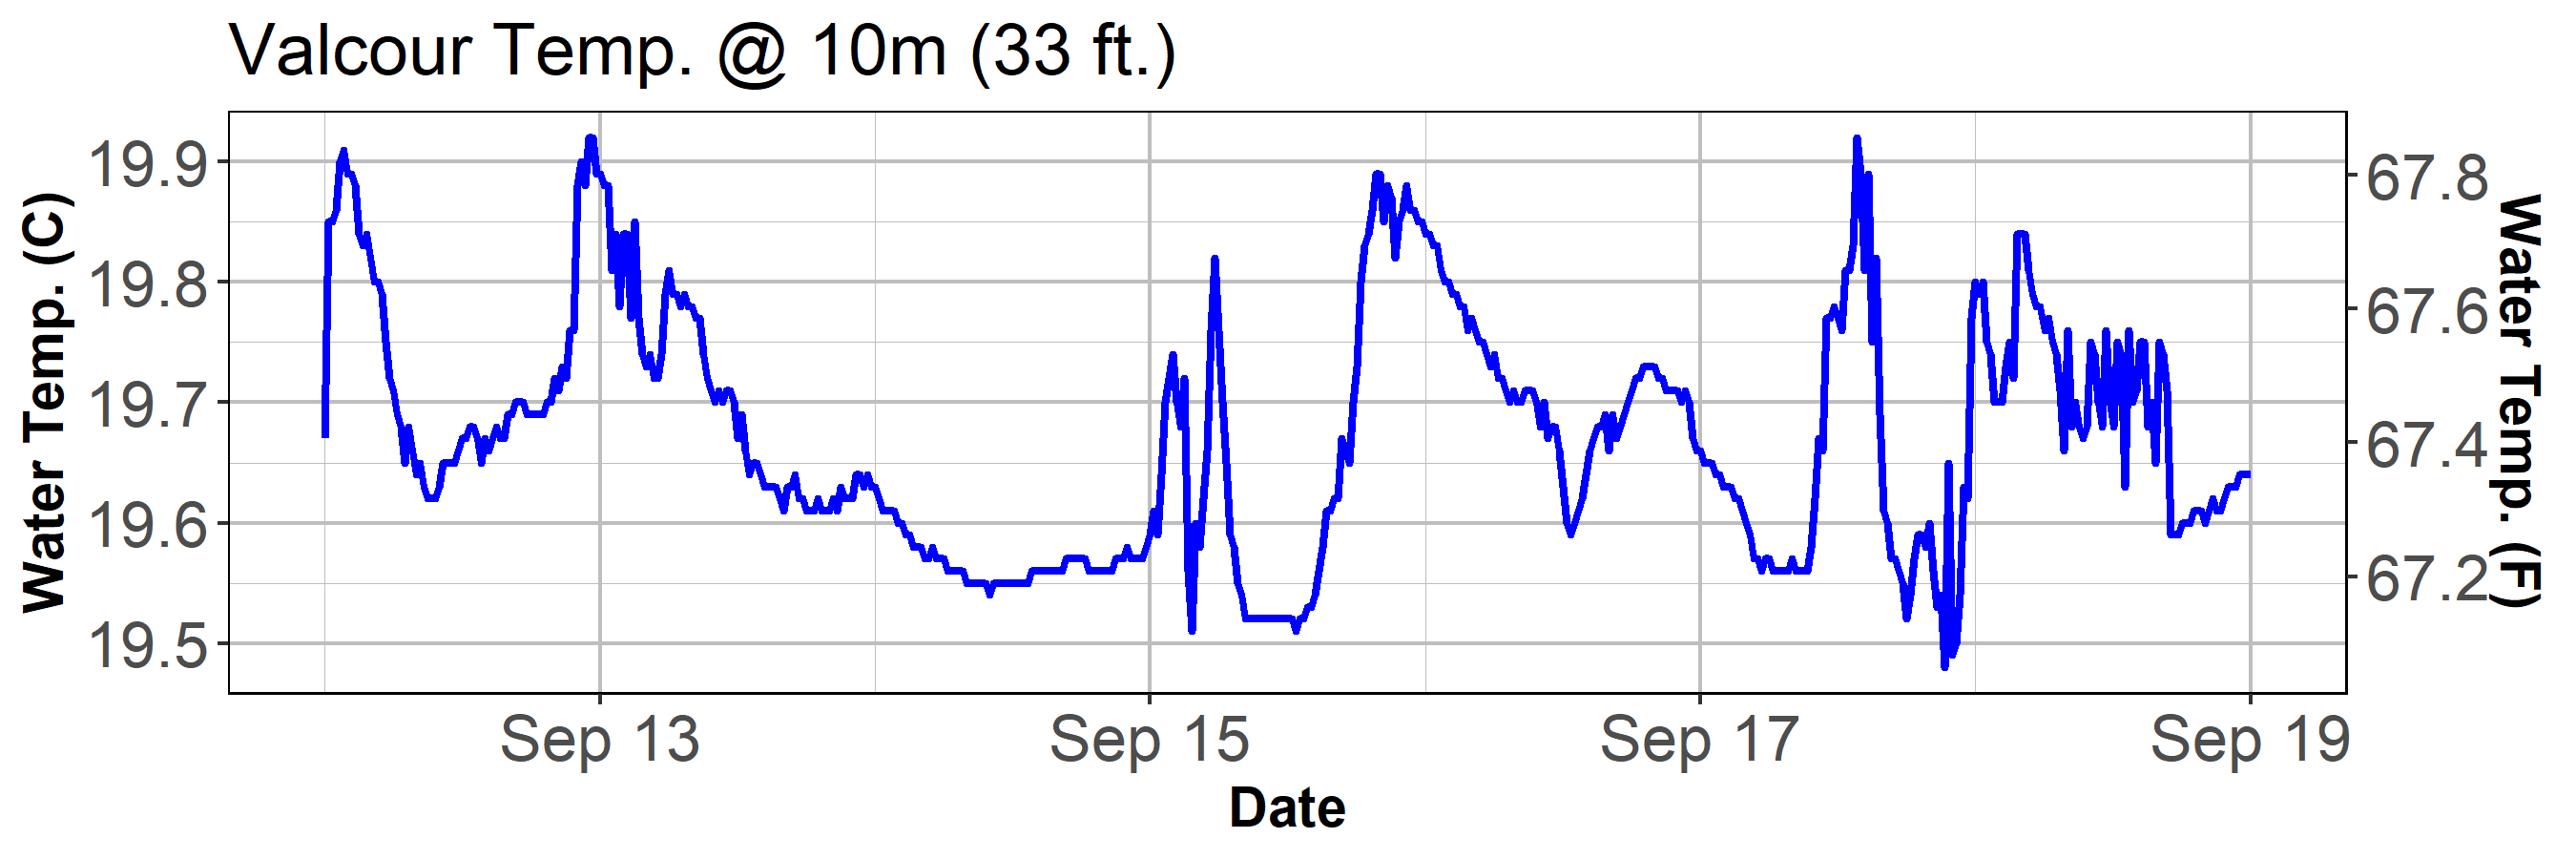 Valcour Temp. @ 10m (33 ft.)
Water Temp. (C)
19.9
19.8
19.7
19.6
19.5
67.8
67.6
67.4
67.2
Water Temp. (F)
Sep 13
Sep 15
Sep 17
Sep 19
Date